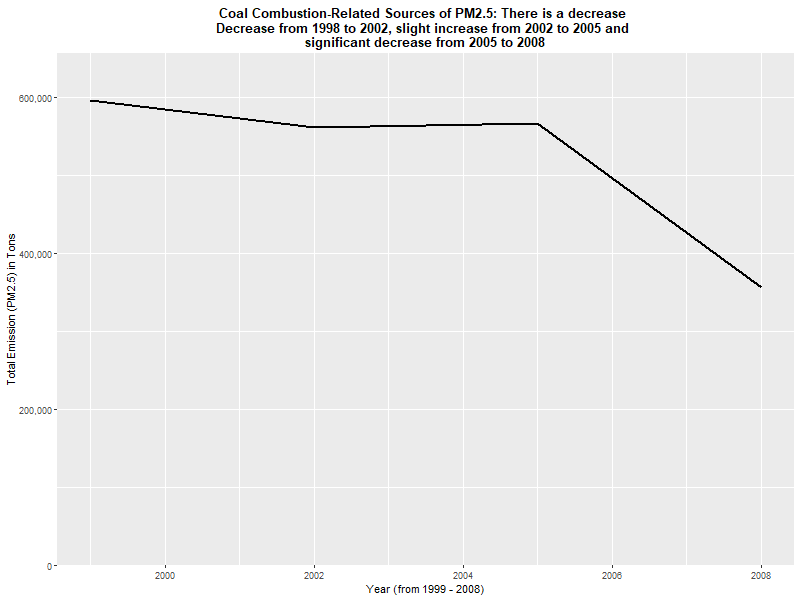 Coal Combustion-Related Sources of PM2.5: There is a decrease
Decrease from 1998 to 2002, slight increase from 2002 to 2005 and
significant decrease from 2005 to 2008
Total Emission (PM2.5) in Tons
600,000
400,000
200,000
0
2000 2002 2004 2006 2008
Year (from 1999 - 2008)